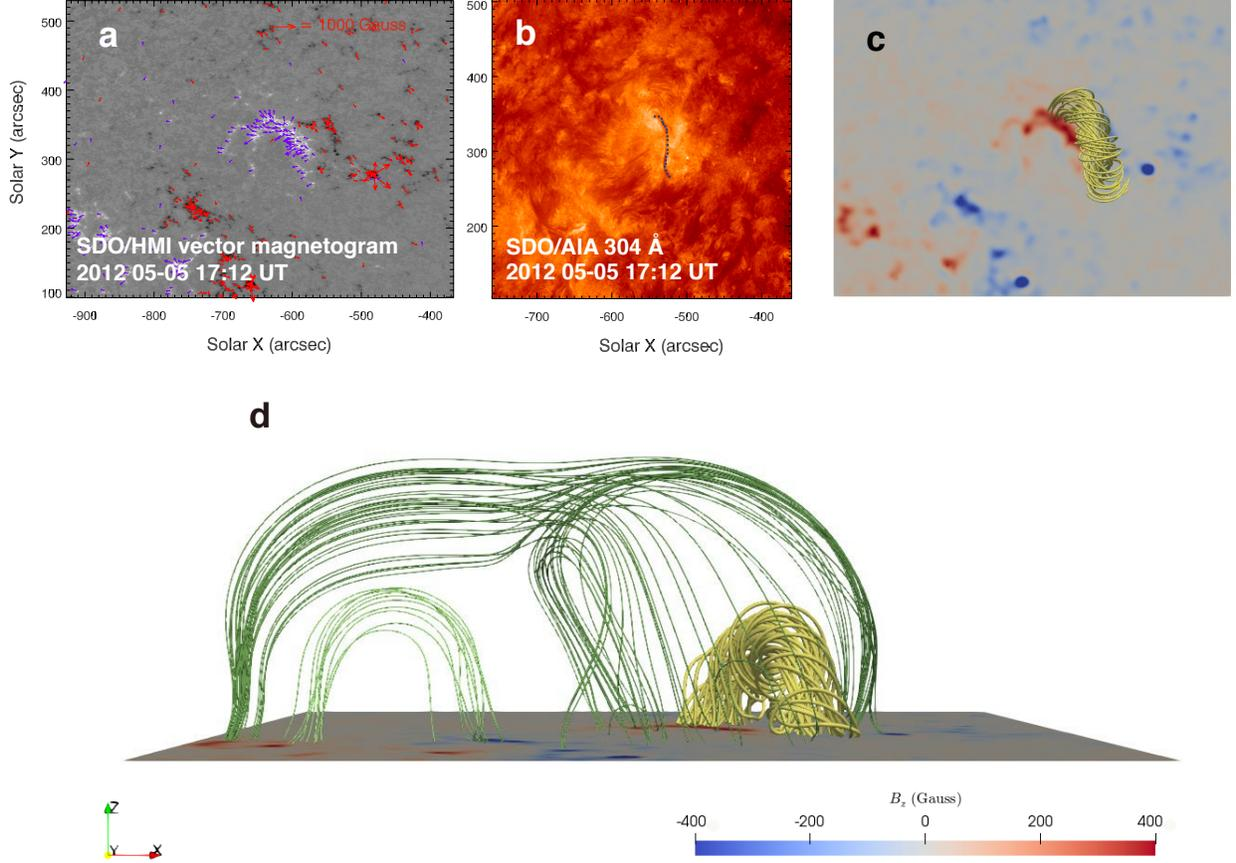 a
= 1000 Gauss
500
400
300
200
100
Solar Y (arcsec)
SDO/HMI vector magnetogram
2012 05-05 17:12 UT
-900
-800
-700
-600
-500
-400
Solar X (arcsec)
b
500
400
300
200
SDO/AIA 304 Å
2012 05-05 17:12 UT
-700
-600
-500
-400
Solar X (arcsec)
c
d
Z
Y
X
B_z (Gauss)
-400
-200
0
200
400